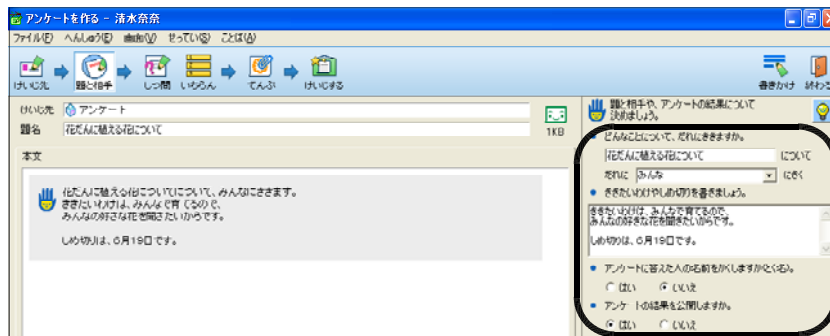 アンケートを作る - 清水奈奈
ファイル(F) へんしゅう(E) 画面(V) せってい(S) ことば(A)
けいじ先 題と相手 しつ問 いちらん てんぷ けいじする 書きかけ 終わる
けいじ先 アンケート
題名 花だんに植える花について
1KB
本文
花だんに植える花についてについて、みんなにききます。
ききたいわけは、みんなで育てるので、
みんなの好きな花を聞きたいからです。
しめ切りは、6月19日です。
題と相手や、アンケートの結果について
決めましょう。
どんなことについて、だれにききますか。
花だんに植える花について について
だれに みんな にきく
ききたいわけやしめ切りを書きましょう。
ききたいわけは、みんなで育てるので、
みんなの好きな花を聞きたいからです。
しめ切りは、6月19日です。
アンケートに答えた人の名前をかくしますか(とく名)。
はい いいえ
アンケートの結果を公開しますか。
はい いいえ